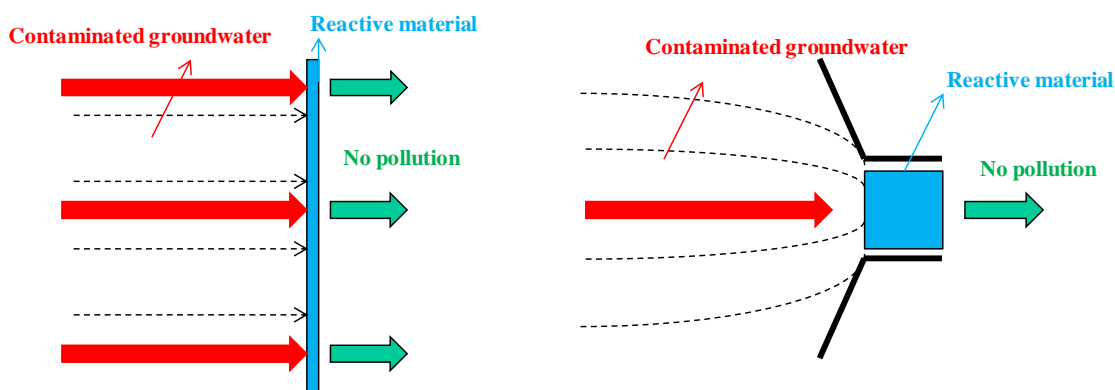 Contaminated groundwater
Reactive material
No pollution
Contaminated groundwater
Reactive material
No pollution